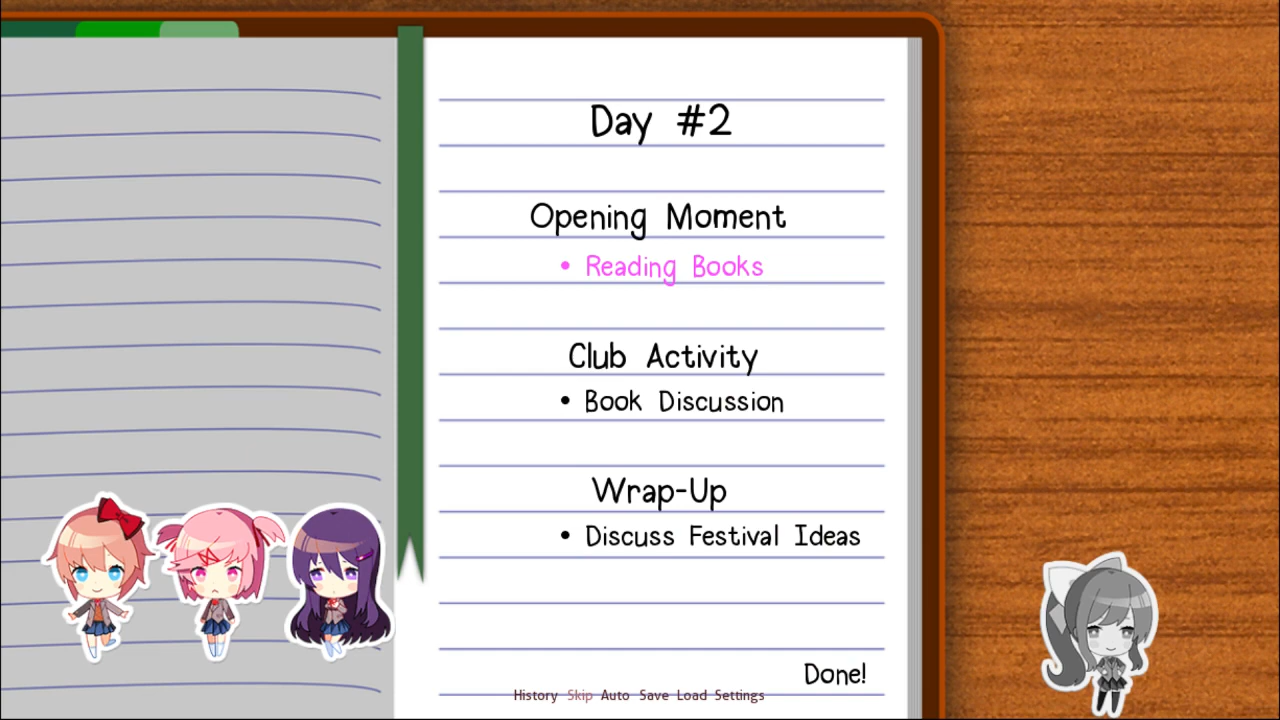 Day #2
Opening Moment
• Reading Books
Club Activity
• Book Discussion
Wrap-Up
• Discuss Festival Ideas
Done!
History Skip Auto Save Load Settings